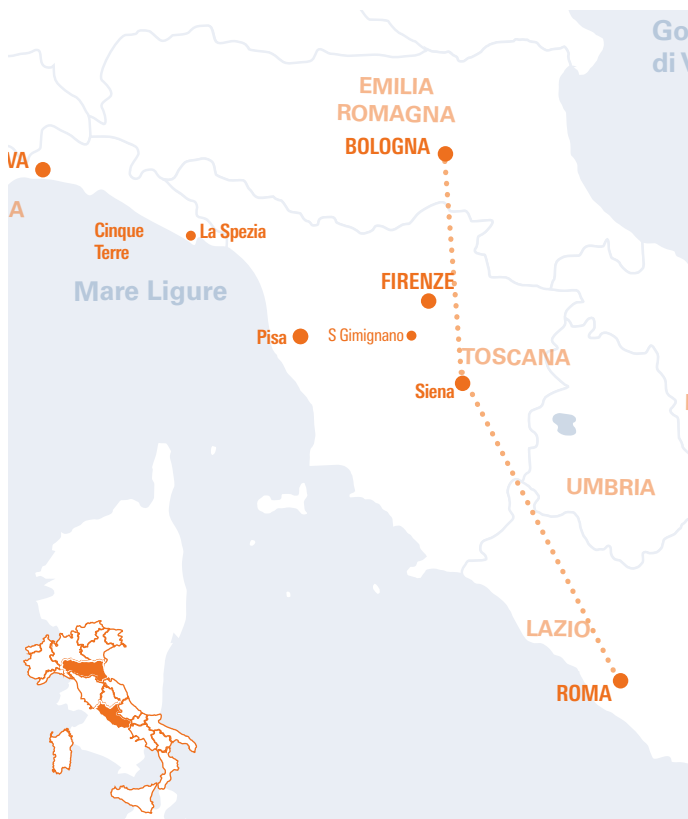 Go
di V
EMILIA
ROMAGNA
BOLOGNA
VA
A
Cinque
Terre
La Spezia
Mare Ligure
FIRENZE
Pisa
S Gimignano
TOSCANA
Siena
UMBRIA
LAZIO
ROMA